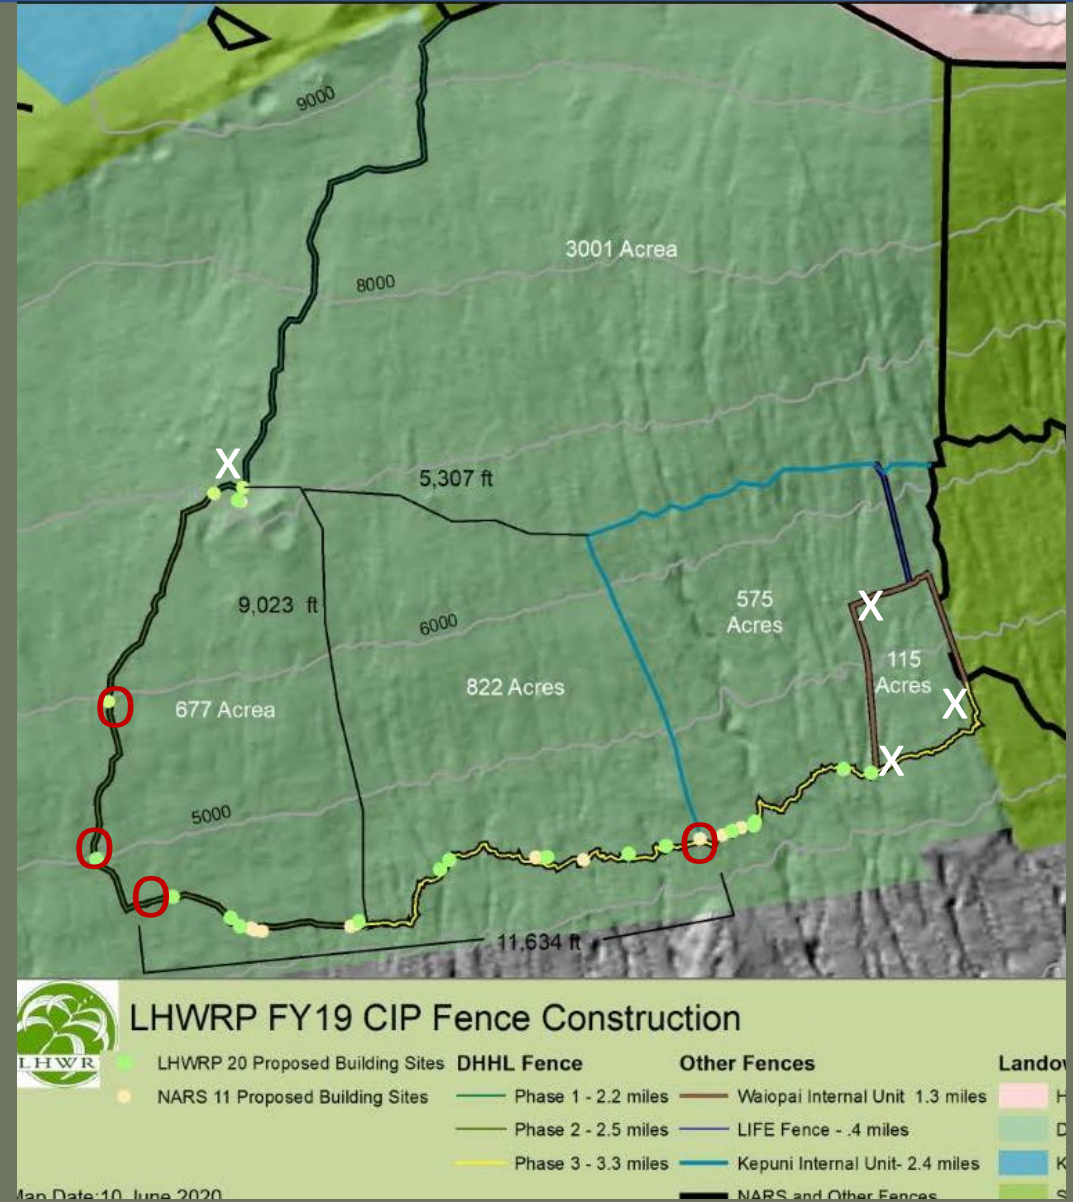 9000
3001 Acrea
8000
X
5,307 ft
9,023 ft
575
Acres
X
6000
115
Acres
822 Acres
X
O
677 Acrea
X
5000
O
O
O
11,634 ft
LHWRP FY19 CIP Fence Construction
LHWR
LHWRP 20 Proposed Building Sites
NARS 11 Proposed Building Sites
DHHL Fence
Phase 1 - 2.2 miles
Phase 2 - 2.5 miles
Phase 3 - 3.3 miles
Other Fences
Waiopai Internal Unit 1.3 miles
LIFE Fence - .4 miles
Kepuni Internal Unit- 2.4 miles
NARS and Other Fences
Lando
H
D
K
S
Map Date:10 June 2020